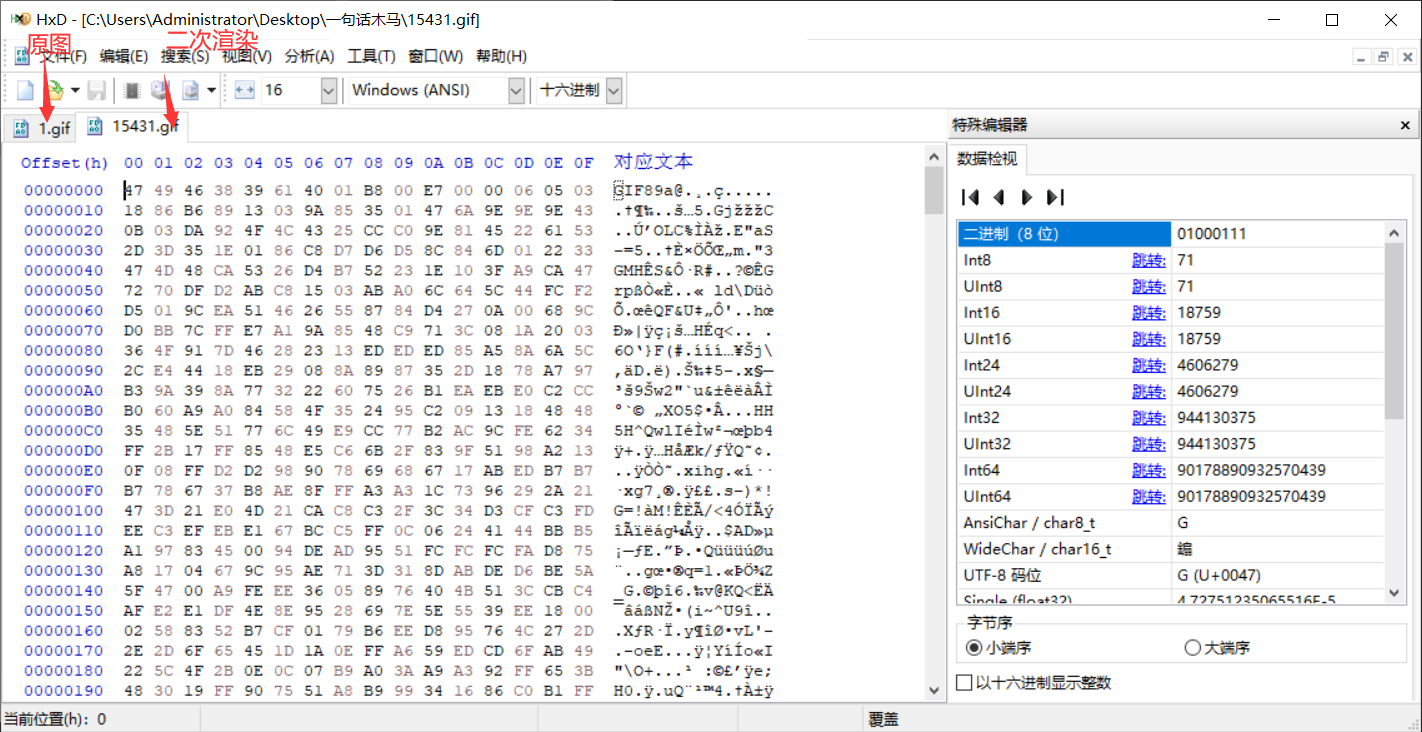 HxD - [C:\Users\Administrator\Desktop\一句话木马\15431.gif]
原图
二次渲染
文件(F) 编辑(E) 搜索(S) 视图(V) 分析(A) 工具(T) 窗口(W) 帮助(H)
16 Windows (ANSI) 十六进制
1.gif 15431.gif
Offset(h) 00 01 02 03 04 05 06 07 08 09 0A 0B 0C 0D 0E 0F 对应文本
00000000 47 49 46 38 39 61 40 01 B8 00 E7 00 00 06 05 03 GIF89a@.¸.ç.....
00000010 18 86 B6 89 13 03 9A 85 35 01 47 6A 9E 9E 9E 43 .†¶‰..š…5.GjžžžC
00000020 0B 03 DA 92 4F 4C 43 25 CC C0 9E 81 45 22 61 53 ..Ú’OLC%ÌÀž.E"aS
00000030 2D 3D 35 1E 01 86 C8 D7 D6 D5 8C 84 6D 01 22 33 -=5..†È×ÖÕŒ„m."3
00000040 47 4D 48 CA 53 26 D4 B7 52 23 1E 10 3F A9 CA 47 GMHÊS&Ô·R#..?©ÊG
00000050 72 70 DF D2 AB C8 15 03 AB A0 6C 64 5C 44 FC F2 rpßÒ«È..« ld\Düò
00000060 D5 01 9C EA 51 46 26 55 87 84 D4 27 0A 00 68 9C Õ.œêQF&U‡„Ô'..hœ
00000070 D0 BB 7C FF E7 A1 9A 85 48 C9 71 3C 08 1A 20 03 Ð»|ÿç¡š…HÉq<.. .
00000080 36 4F 91 7D 46 28 23 13 ED ED ED 85 A5 8A 6A 5C 6O‘}F(#.ííí…¥Šj\
00000090 2C E4 44 18 EB 29 08 8A 89 87 35 2D 18 78 A7 97 ,äD.ë).Š‰‡5-.x§—
000000A0 B3 9A 39 8A 77 32 22 60 75 26 B1 EA EB E0 C2 CC ³š9Šw2"`u&±êëàÂÌ
000000B0 B0 60 A9 A0 84 58 4F 35 24 95 C2 09 13 18 48 48 °`© „XO5$•Â...HH
000000C0 35 48 5E 51 77 6C 49 E9 CC 77 B2 AC 9C FE 62 34 5H^QwlIéÌw²¬œþb4
000000D0 FF 2B 17 FF 85 48 E5 C6 6B 2F 83 9F 51 98 A2 13 ÿ+.ÿ…HåÆk/ƒŸQ˜¢.
000000E0 0F 08 FF D2 D2 98 90 78 69 68 67 17 AB ED B7 B7 ..ÿÒÒ˜.xihg.«í··
000000F0 B7 78 67 37 B8 AE 8F FF A3 A3 1C 73 96 29 2A 21 ·xg7¸®.ÿ££.s–)*!
00000100 47 3D 21 E0 4D 21 CA C8 C3 2F 3C 34 D3 CF C3 FD G=!àM!ÊÈÃ/<4ÓÏÃý
00000110 EE C3 EF EB E1 67 BC C5 FF 0C 06 24 41 44 BB B5 îÃïëág¼Åÿ..$AD»µ
00000120 A1 97 83 45 00 94 DE AD 95 51 FC FC FC FA D8 75 ¡—ƒE.”Þ.•QüüüúØu
00000130 A8 17 04 67 9C 95 AE 71 3D 31 8D AB DE D6 BE 5A ¨..gœ•®q=1.«ÞÖ¾Z
00000140 5F 47 00 A9 FE EE 36 05 89 76 40 4B 51 3C CB C4 _G.©þî6.‰v@KQ<ËÄ
00000150 AF E2 E1 DF 4E 8E 95 28 69 7E 5E 55 39 EE 18 00 ¯âáßNŽ•(i~^U9î..
00000160 02 58 83 52 B7 CF 01 79 B6 EE D8 95 76 4C 27 2D .XƒR·Ï.y¶îØ•vL'-
00000170 2E 2D 6F 65 45 1D 1A 0E FF A6 59 ED CD 6F AB 49 .-oeE...ÿ¦YíÍo«I
00000180 22 5C 4F 2B 0E 0C 07 B9 A0 3A A9 A3 92 FF 65 3B "\O+...¹ :©£’ÿe;
00000190 48 30 19 FF 90 75 51 A8 B9 99 34 16 86 C0 B1 FF H0.ÿ.uQ¨¹™4.†À±ÿ
特殊编辑器
数据检视
二进制（8 位） 01000111
Int8 跳转: 71
UInt8 跳转: 71
Int16 跳转: 18759
UInt16 跳转: 18759
Int24 跳转: 4606279
UInt24 跳转: 4606279
Int32 跳转: 944130375
UInt32 跳转: 944130375
Int64 跳转: 90178890932570439
UInt64 跳转: 90178890932570439
AnsiChar / char8_t G
WideChar / char16_t 䥇
UTF-8 码位 G (U+0047)
Single (float32) 4.72751235065516E-5
字节序
小端序 大端序
以十六进制显示整数
当前位置(h): 0 覆盖